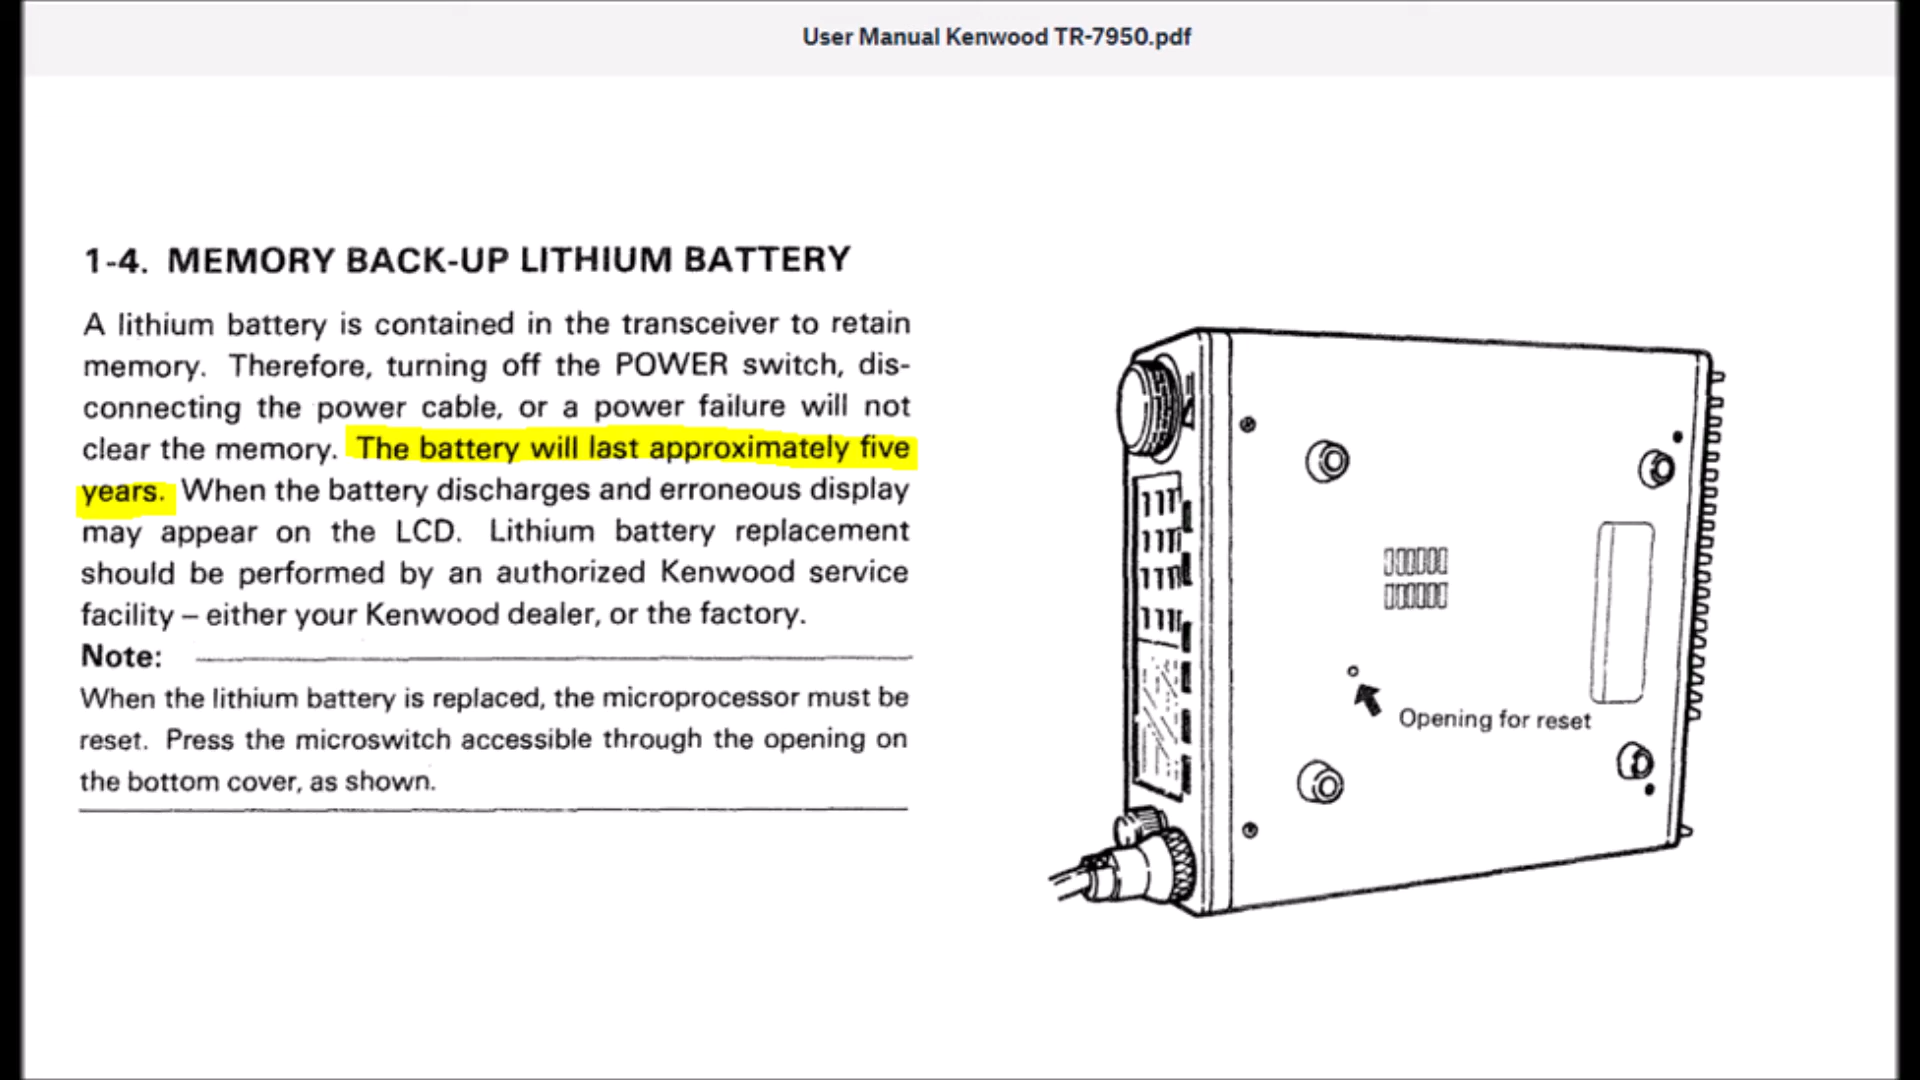 User Manual Kenwood TR-7950.pdf
1-4. MEMORY BACK-UP LITHIUM BATTERY
A lithium battery is contained in the transceiver to retain
memory. Therefore, turning off the POWER switch, dis-
connecting the power cable, or a power failure will not
clear the memory. The battery will last approximately five
years. When the battery discharges and erroneous display
may appear on the LCD. Lithium battery replacement
should be performed by an authorized Kenwood service
facility – either your Kenwood dealer, or the factory.
Note:
When the lithium battery is replaced, the microprocessor must be
reset. Press the microswitch accessible through the opening on
the bottom cover, as shown.
Opening for reset